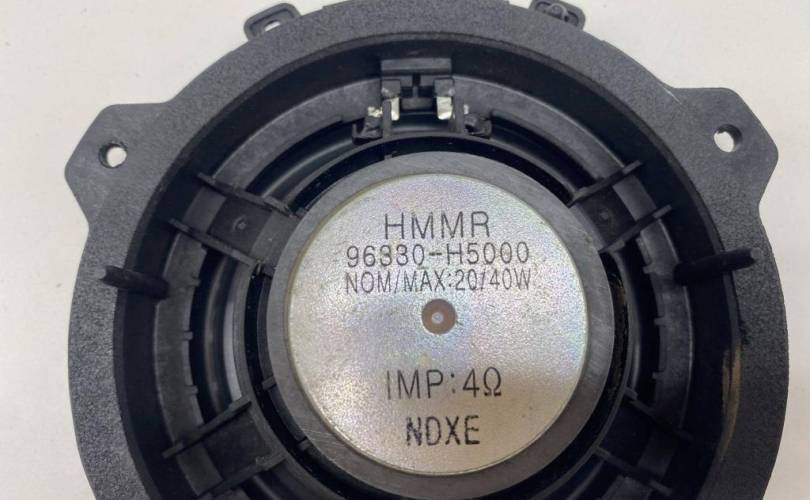 HMMR
96330-H5000
NOM/MAX:20/40W
IMP:4Ω
NDXE